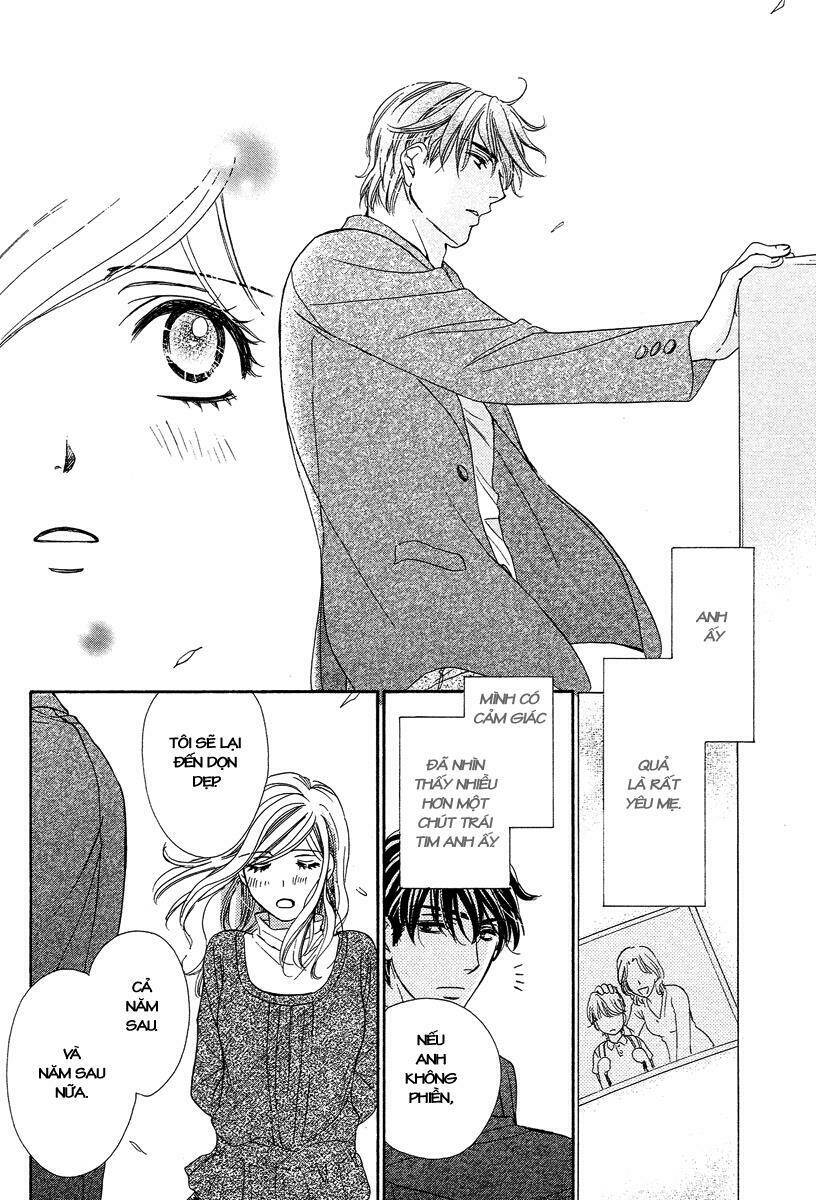 ANH
ẤY
QUẢ
LÀ RẤT
YÊU MẸ.
MÌNH CÓ
CẢM GIÁC
ĐÃ NHÌN
THẤY NHIỀU
HƠN MỘT
CHÚT TRÁI
TIM ANH ẤY
NẾU
ANH
KHÔNG
PHIỀN,
TÔI SẼ LẠI
ĐẾN DỌN
DẸP.
CẢ
NĂM
SAU.
VÀ
NĂM SAU
NỮA.